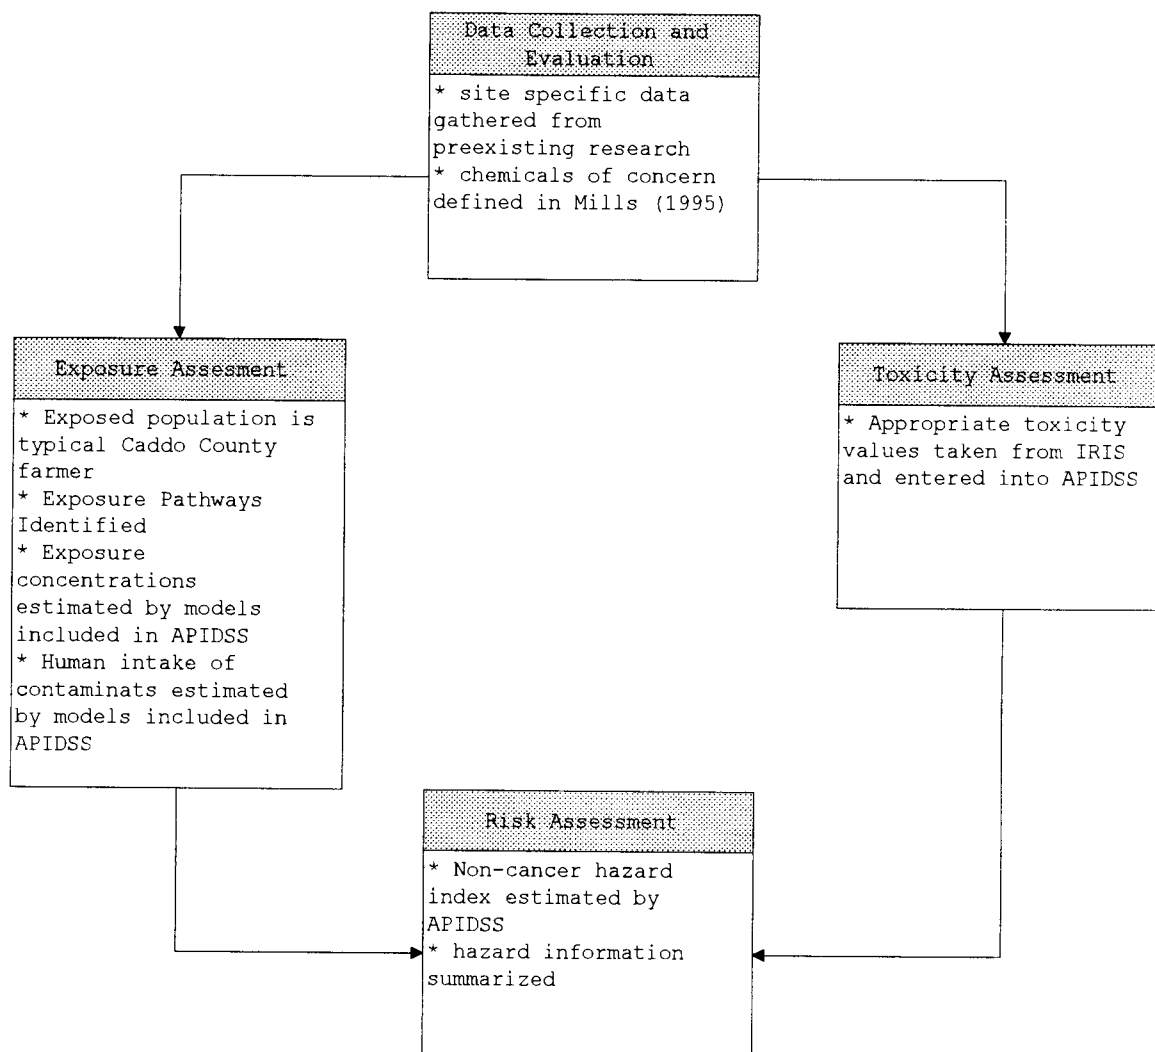 Data Collection and
Evaluation
* site specific data
gathered from
preexisting research
* chemicals of concern
defined in Mills (1995)
Exposure Assesment
* Exposed population is
typical Caddo County
farmer
* Exposure Pathways
Identified
* Exposure
concentrations
estimated by models
included in APIDSS
* Human intake of
contaminats estimated
by models included in
APIDSS
Toxicity Assessment
* Appropriate toxicity
values taken from IRIS
and entered into APIDSS
Risk Assessment
* Non-cancer hazard
index estimated by
APIDSS
* hazard information
summarized